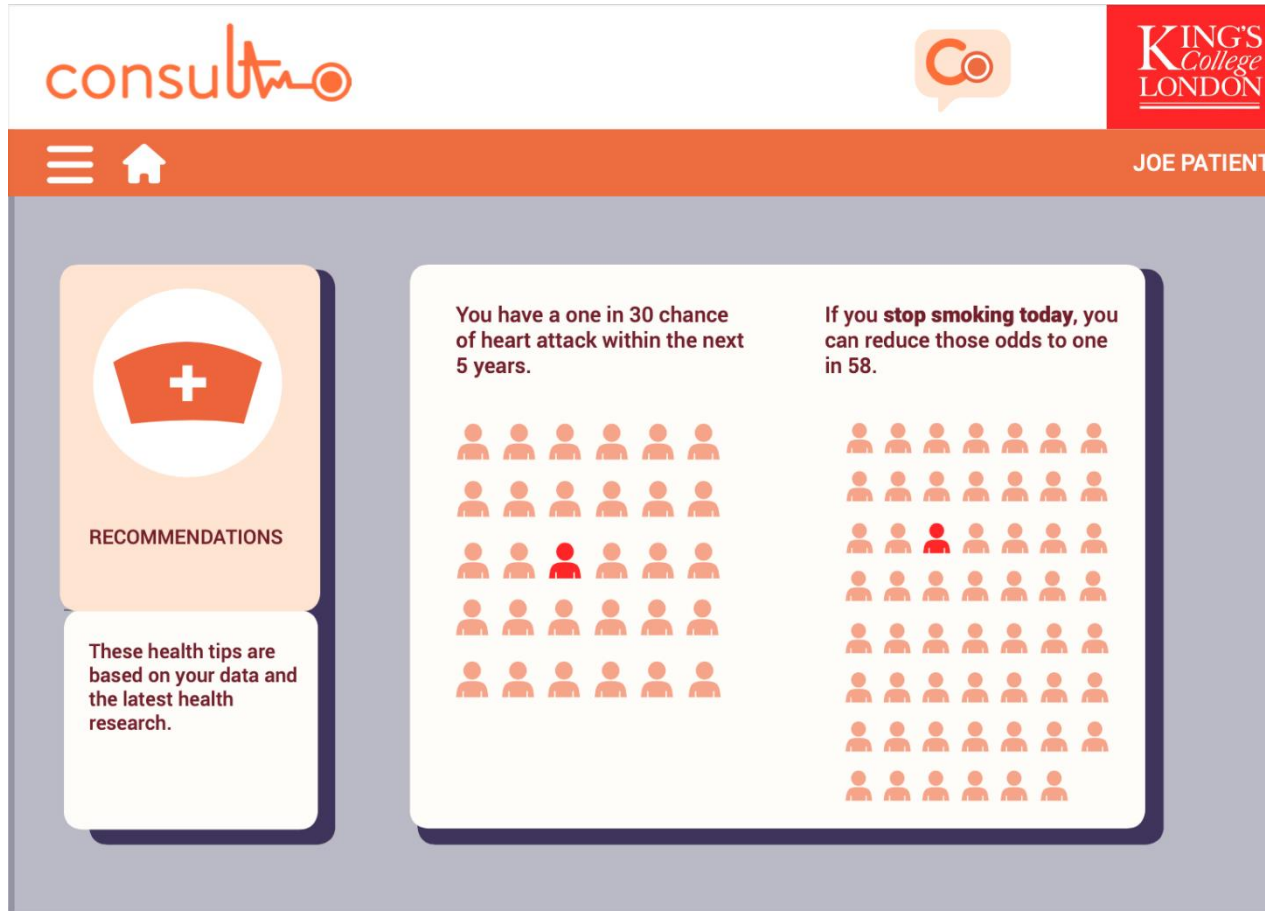 consult
Co
KING'S
College
LONDON
JOE PATIENT
RECOMMENDATIONS
These health tips are
based on your data and
the latest health
research.
You have a one in 30 chance
of heart attack within the next
5 years.
If you stop smoking today, you
can reduce those odds to one
in 58.